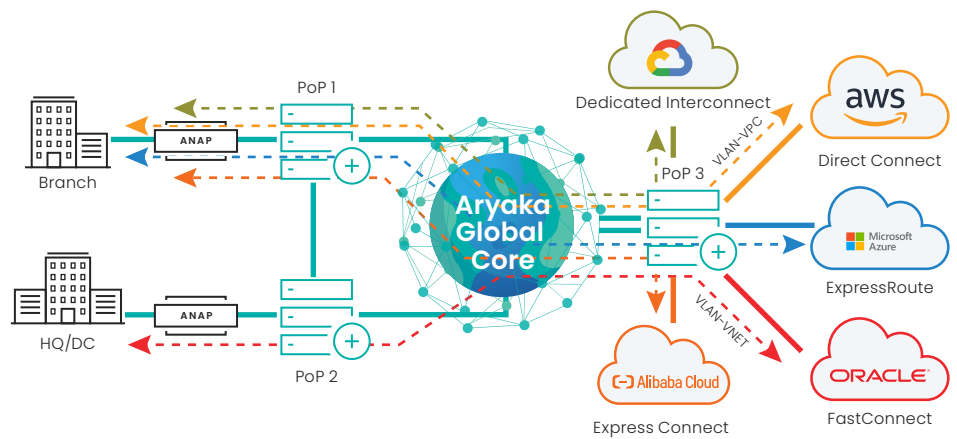 PoP 1
Branch
ANAP
HQ/DC
ANAP
PoP 2
Aryaka
Global
Core
Dedicated Interconnect
PoP 3
VLAN-VPC
aws
Direct Connect
Microsoft
Azure
ExpressRoute
VLAN-VNET
Alibaba Cloud
Express Connect
ORACLE
FastConnect